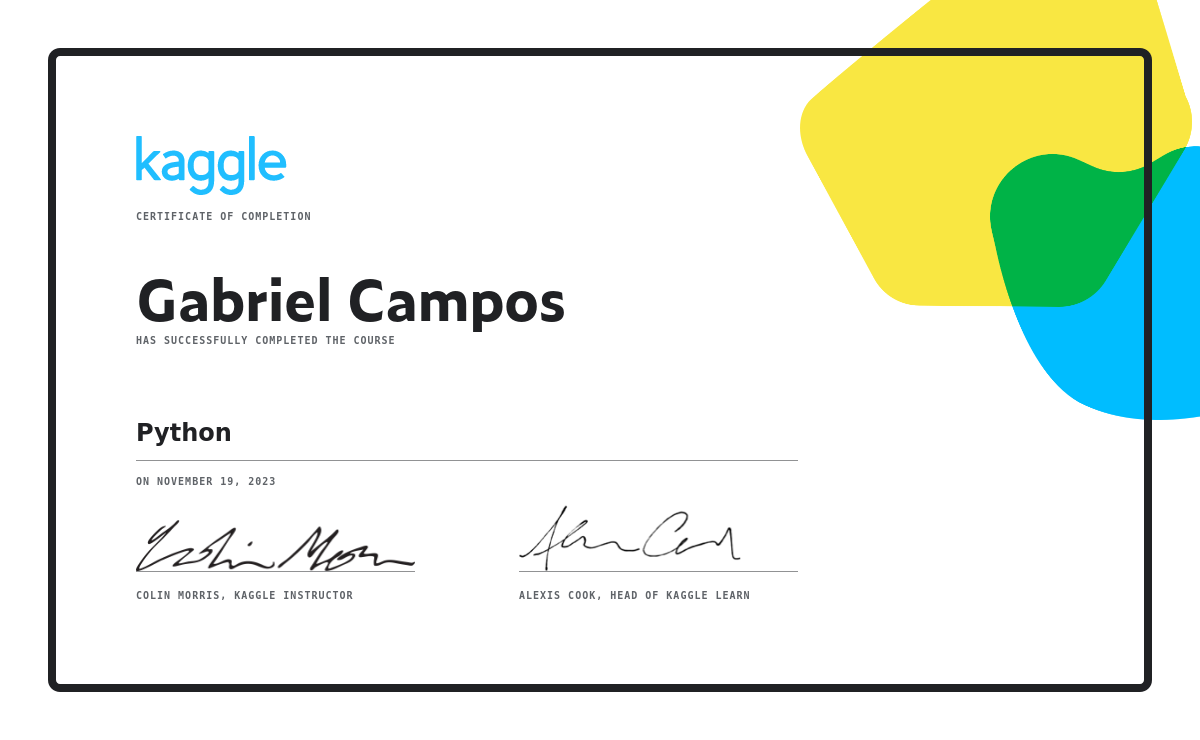 kaggle
CERTIFICATE OF COMPLETION
Gabriel Campos
HAS SUCCESSFULLY COMPLETED THE COURSE
Python
ON NOVEMBER 19, 2023
COLIN MORRIS, KAGGLE INSTRUCTOR
ALEXIS COOK, HEAD OF KAGGLE LEARN